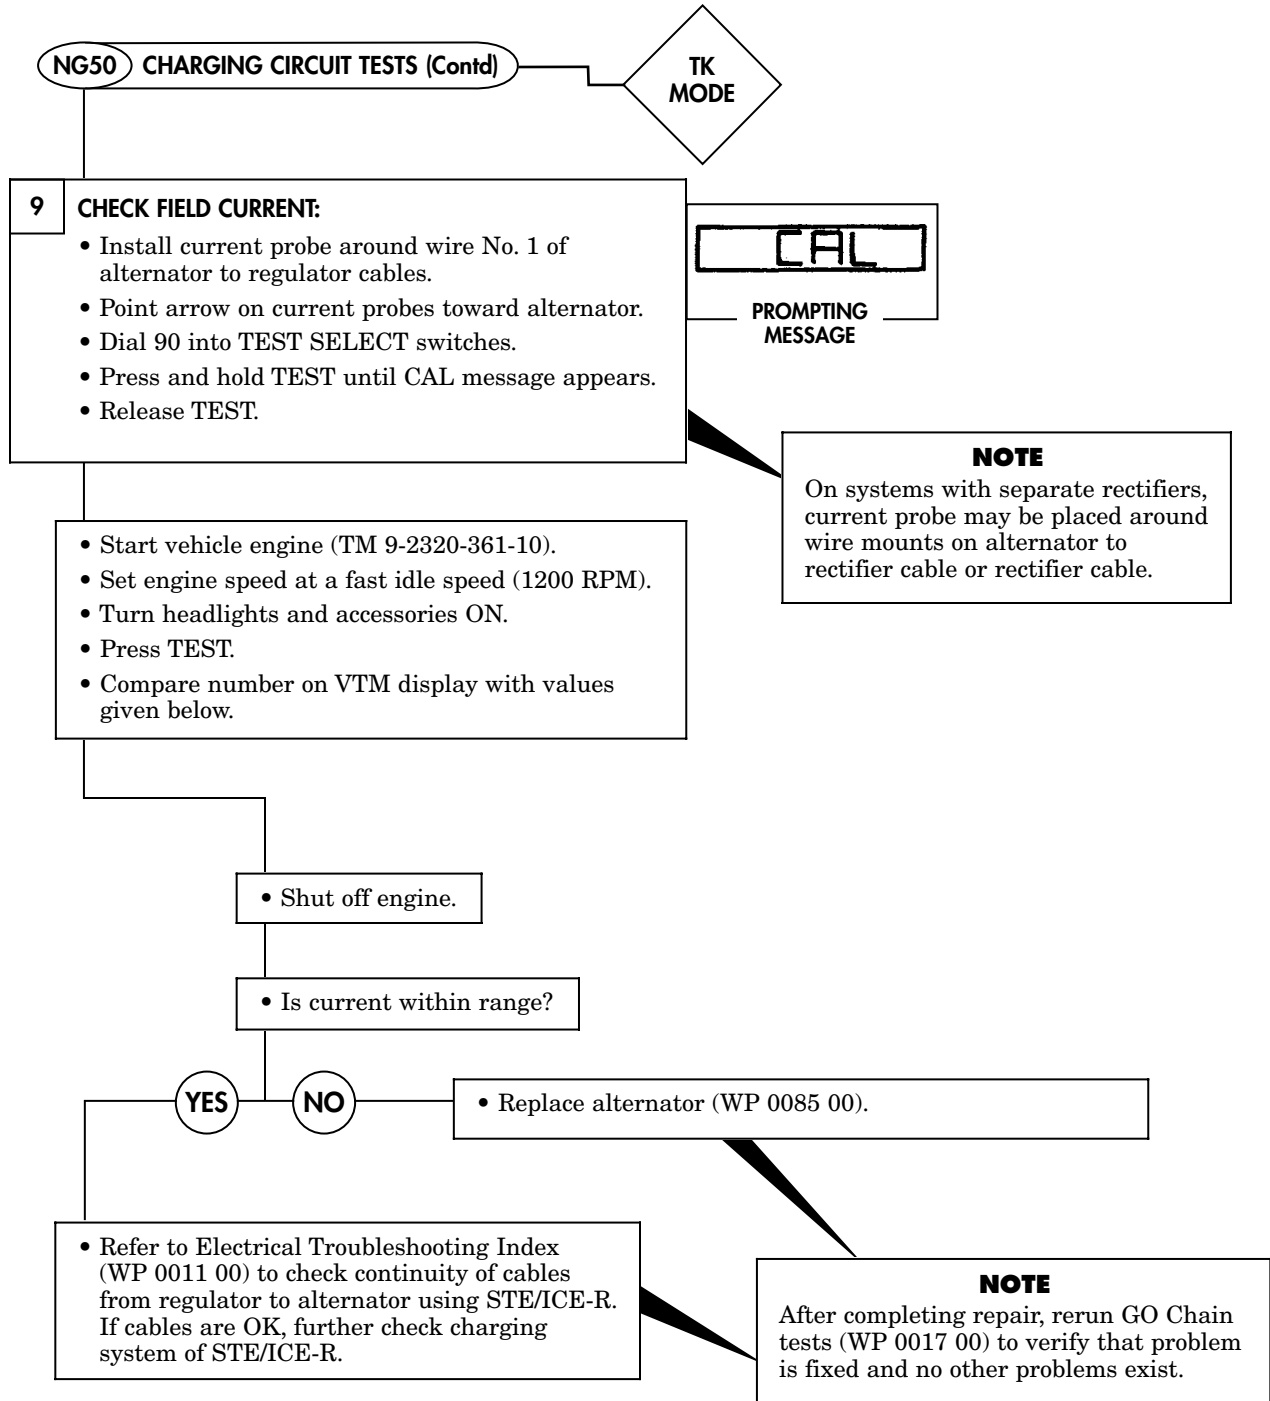 NG50 CHARGING CIRCUIT TESTS (Contd)
TK
MODE
9 CHECK FIELD CURRENT:
• Install current probe around wire No. 1 of
alternator to regulator cables.
• Point arrow on current probes toward alternator.
• Dial 90 into TEST SELECT switches.
• Press and hold TEST until CAL message appears.
• Release TEST.
CAL
PROMPTING
MESSAGE
NOTE
On systems with separate rectifiers,
current probe may be placed around
wire mounts on alternator to
rectifier cable or rectifier cable.
• Start vehicle engine (TM 9-2320-361-10).
• Set engine speed at a fast idle speed (1200 RPM).
• Turn headlights and accessories ON.
• Press TEST.
• Compare number on VTM display with values
given below.
• Shut off engine.
• Is current within range?
YES
NO
• Replace alternator (WP 0085 00).
• Refer to Electrical Troubleshooting Index
(WP 0011 00) to check continuity of cables
from regulator to alternator using STE/ICE-R.
If cables are OK, further check charging
system of STE/ICE-R.
NOTE
After completing repair, rerun GO Chain
tests (WP 0017 00) to verify that problem
is fixed and no other problems exist.